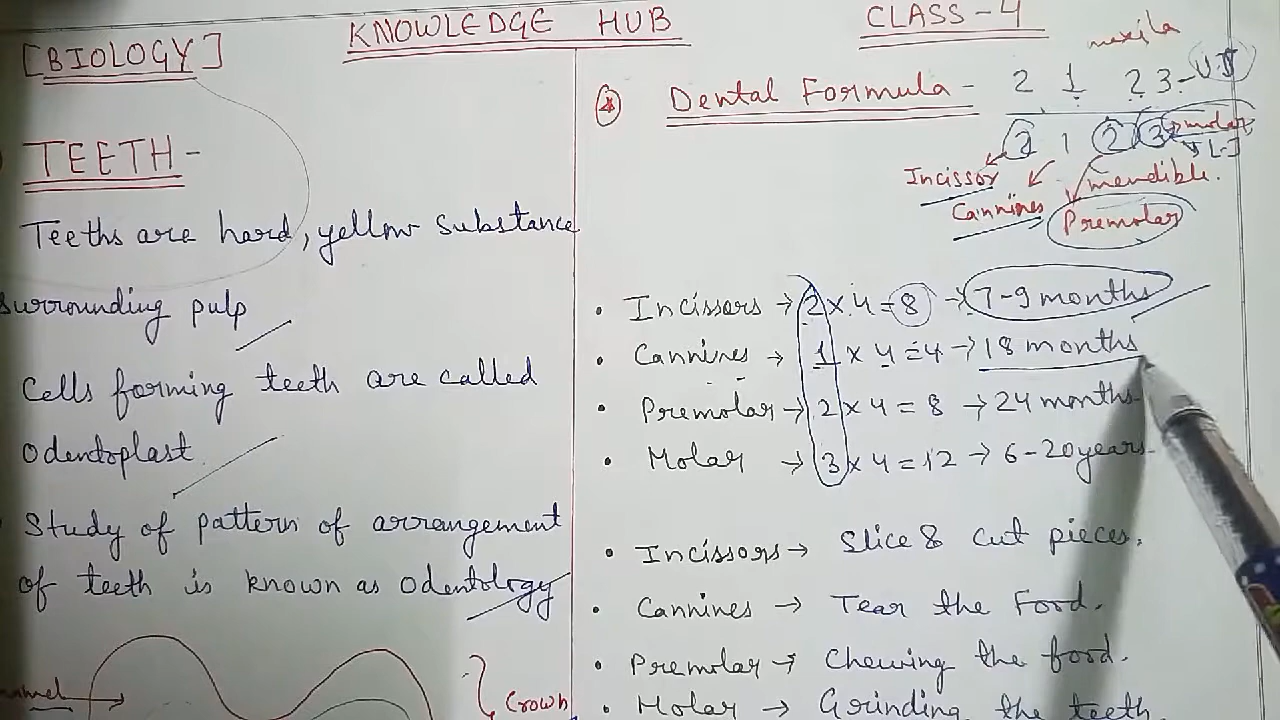 [BIOLOGY]
KNOWLEDGE HUB
CLASS-4
TEETH-
Teeths are hard, yellow substance
surrounding pulp
Cells forming teeth are called
odentoplast
Study of pattern of arrangement
of teeth is known as odentology
Crown
maxila
Dental Formula - 2 1 2 3 - U.J
2 1 2 3 molar
L-J
Incissor
mendible.
Cannines
Premolar
• Incissors → 2 x 4 = 8 → 7-9 months
• Cannines → 1 x 4 = 4 → 18 months
• Premolar → 2 x 4 = 8 → 24 months
• Molar → 3 x 4 = 12 → 6-20 years
• Incissors → Slice & cut pieces.
• Cannines → Tear the Food.
• Premolar → Chewing the food.
• Molar → Grinding the teeth.